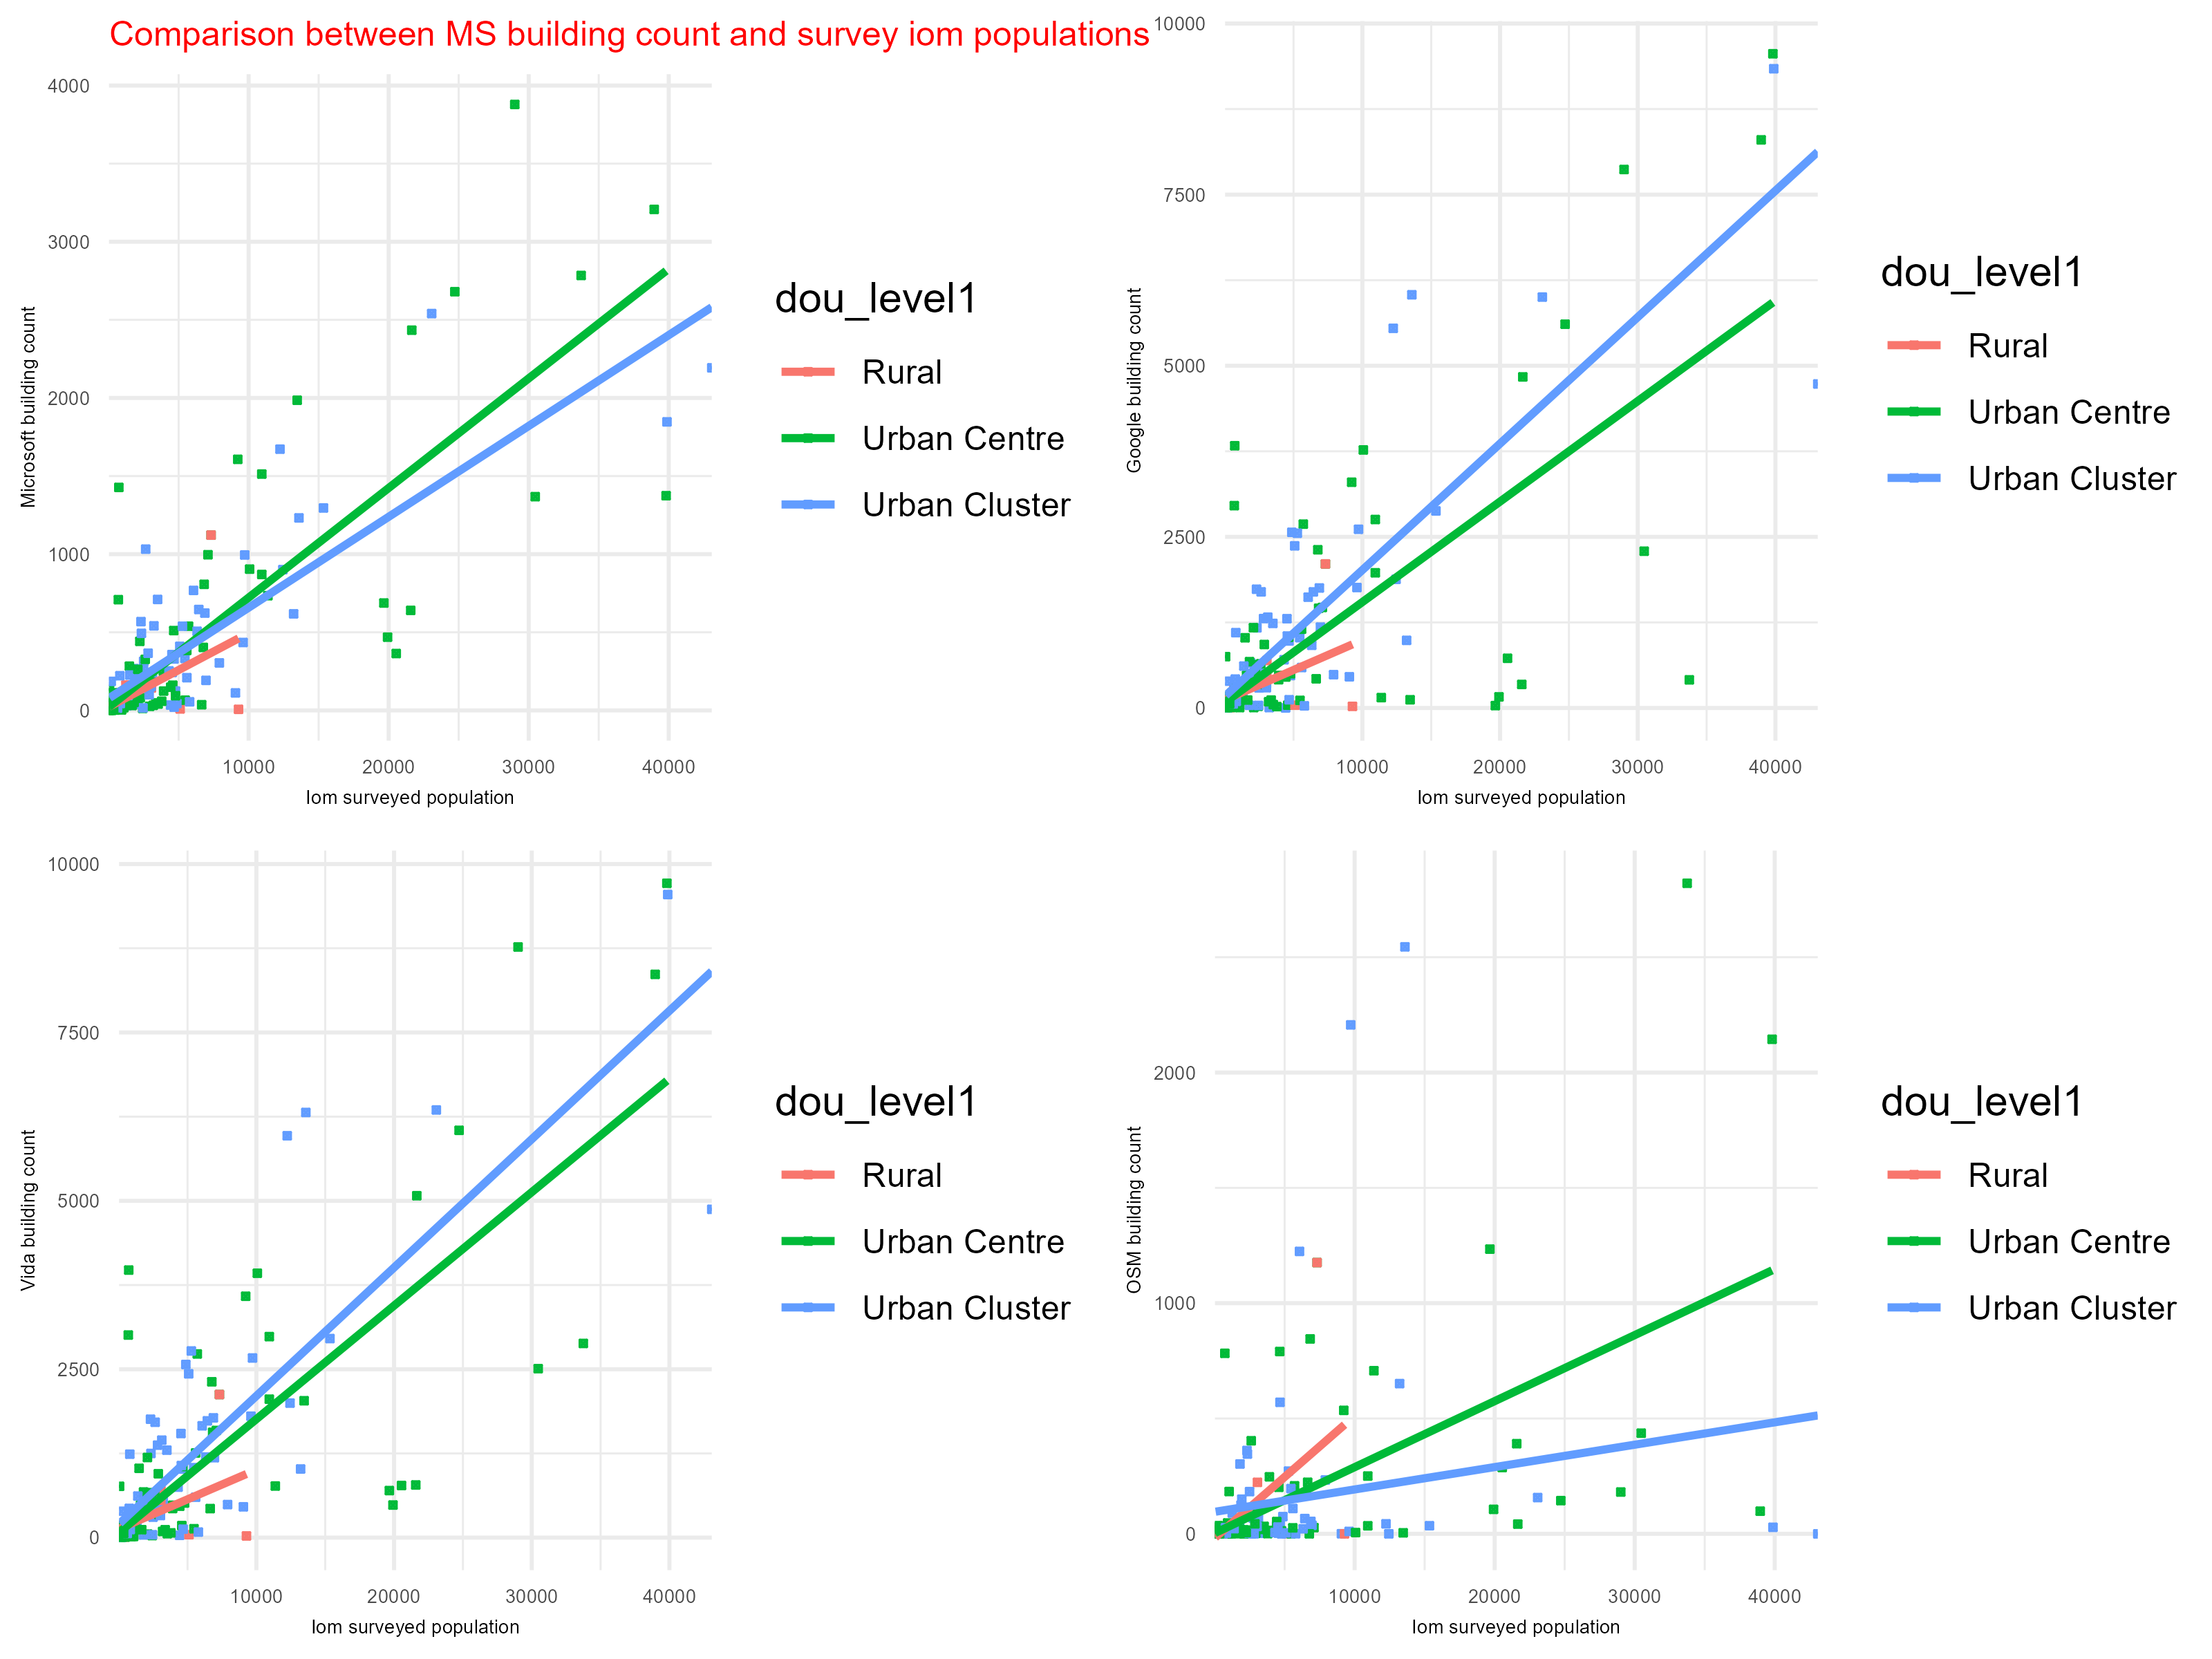 Comparison between MS building count and survey iom populations
4000
3000
2000
1000
0
Microsoft building count
10000 20000 30000 40000
Iom surveyed population
dou_level1
Rural
Urban Centre
Urban Cluster
10000
7500
5000
2500
0
Google building count
10000 20000 30000 40000
Iom surveyed population
dou_level1
Rural
Urban Centre
Urban Cluster
10000
7500
5000
2500
0
Vida building count
10000 20000 30000 40000
Iom surveyed population
dou_level1
Rural
Urban Centre
Urban Cluster
2000
1000
0
OSM building count
10000 20000 30000 40000
Iom surveyed population
dou_level1
Rural
Urban Centre
Urban Cluster